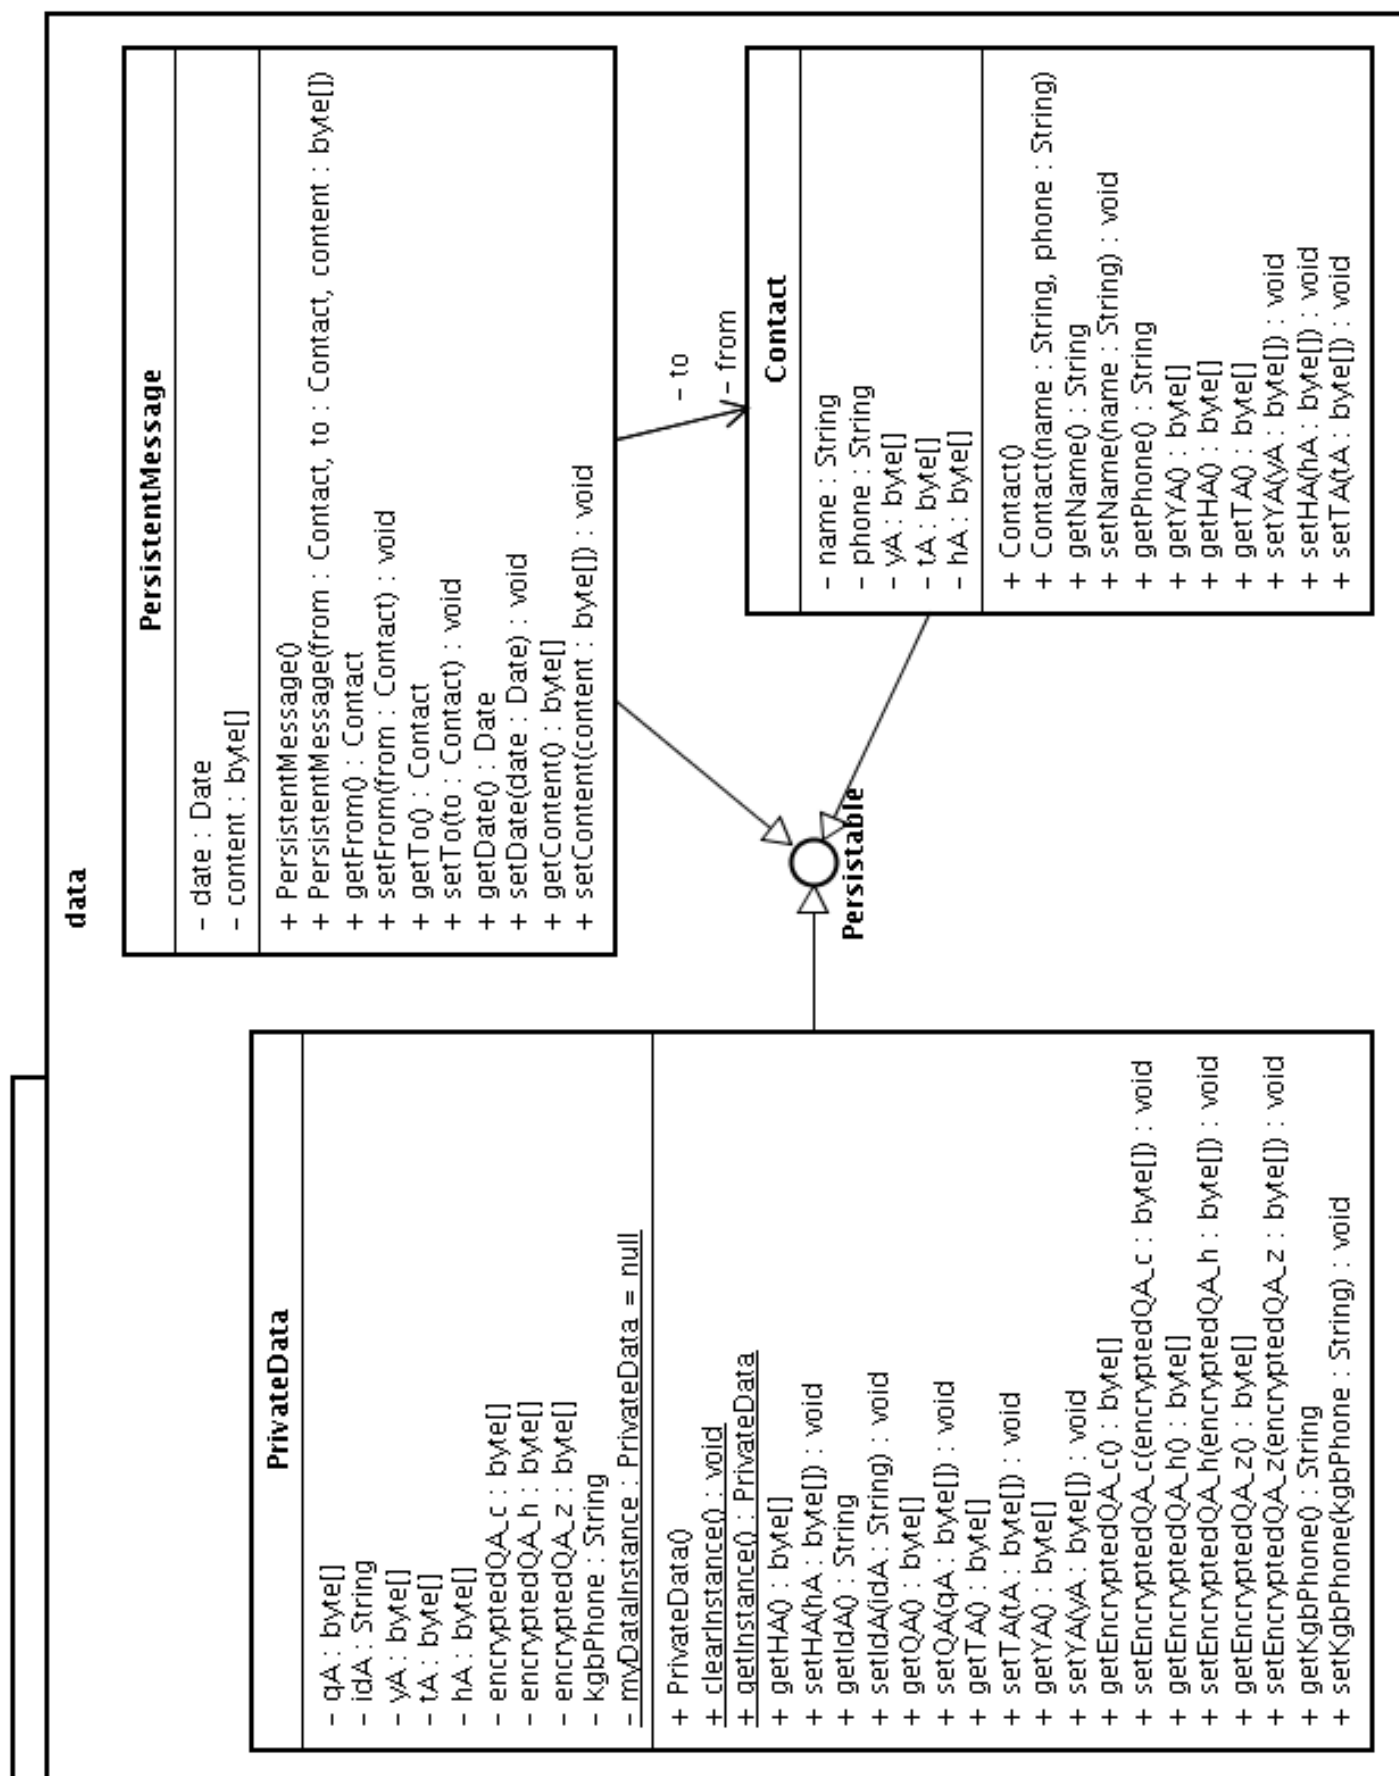 data
PrivateData
- qA : byte[]
- idA : String
- yA : byte[]
- tA : byte[]
- hA : byte[]
- encryptedQA_c : byte[]
- encryptedQA_h : byte[]
- encryptedQA_z : byte[]
- kgbPhone : String
- myDataInstance : PrivateData = null
+ PrivateData()
+ clearInstance() : void
+ getInstance() : PrivateData
+ getHA() : byte[]
+ setHA(hA : byte[]) : void
+ getIdA() : String
+ setIdA(idA : String) : void
+ getQA() : byte[]
+ setQA(qA : byte[]) : void
+ getTA() : byte[]
+ setTA(tA : byte[]) : void
+ getYA() : byte[]
+ setYA(yA : byte[]) : void
+ getEncryptedQA_c() : byte[]
+ setEncryptedQA_c(encryptedQA_c : byte[]) : void
+ getEncryptedQA_h() : byte[]
+ setEncryptedQA_h(encryptedQA_h : byte[]) : void
+ getEncryptedQA_z() : byte[]
+ setEncryptedQA_z(encryptedQA_z : byte[]) : void
+ getKgbPhone() : String
+ setKgbPhone(kgbPhone : String) : void
PersistentMessage
- date : Date
- content : byte[]
+ PersistentMessage()
+ PersistentMessage(from : Contact, to : Contact, content : byte[])
+ getFrom() : Contact
+ setFrom(from : Contact) : void
+ getTo() : Contact
+ setTo(to : Contact) : void
+ getDate() : Date
+ setDate(date : Date) : void
+ getContent() : byte[]
+ setContent(content : byte[]) : void
- to
- from
Persistable
Contact
- name : String
- phone : String
- yA : byte[]
- tA : byte[]
- hA : byte[]
+ Contact()
+ Contact(name : String, phone : String)
+ getName() : String
+ setName(name : String) : void
+ getPhone() : String
+ getYA() : byte[]
+ getHA() : byte[]
+ getTA() : byte[]
+ setYA(yA : byte[]) : void
+ setHA(hA : byte[]) : void
+ setTA(tA : byte[]) : void